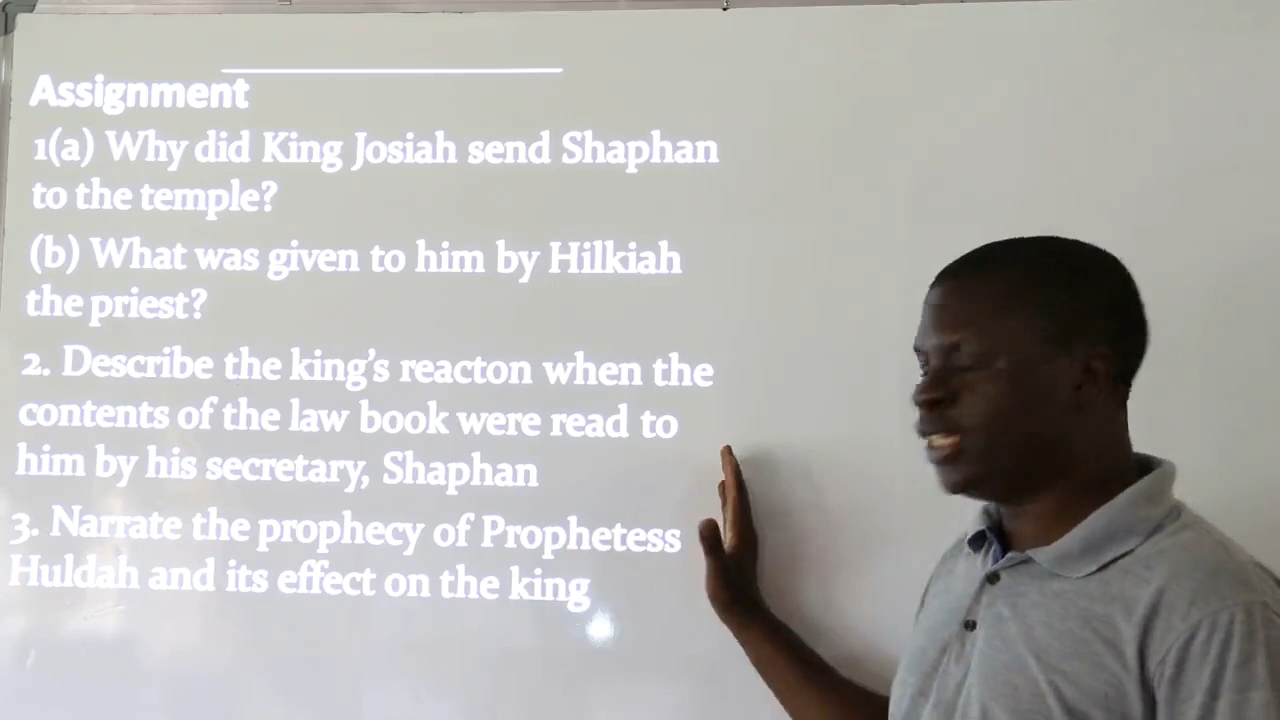 Assignment
1(a) Why did King Josiah send Shaphan
to the temple?
(b) What was given to him by Hilkiah
the priest?
2. Describe the king's reacton when the
contents of the law book were read to
him by his secretary, Shaphan
3. Narrate the prophecy of Prophetess
Huldah and its effect on the king